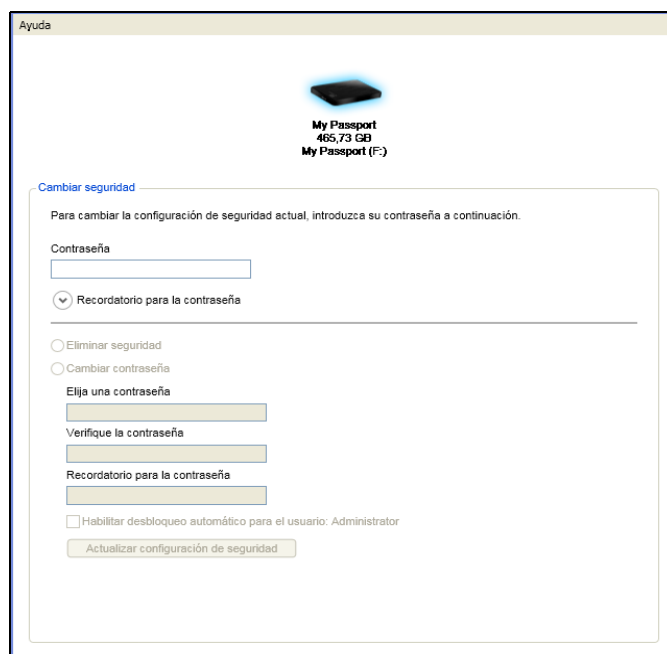 Ayuda
My Passport
465,73 GB
My Passport (F:)
Cambiar seguridad
Para cambiar la configuración de seguridad actual, introduzca su contraseña a continuación.
Contraseña
Recordatorio para la contraseña
Eliminar seguridad
Cambiar contraseña
Elija una contraseña
Verifique la contraseña
Recordatorio para la contraseña
Habilitar desbloqueo automático para el usuario: Administrator
Actualizar configuración de seguridad